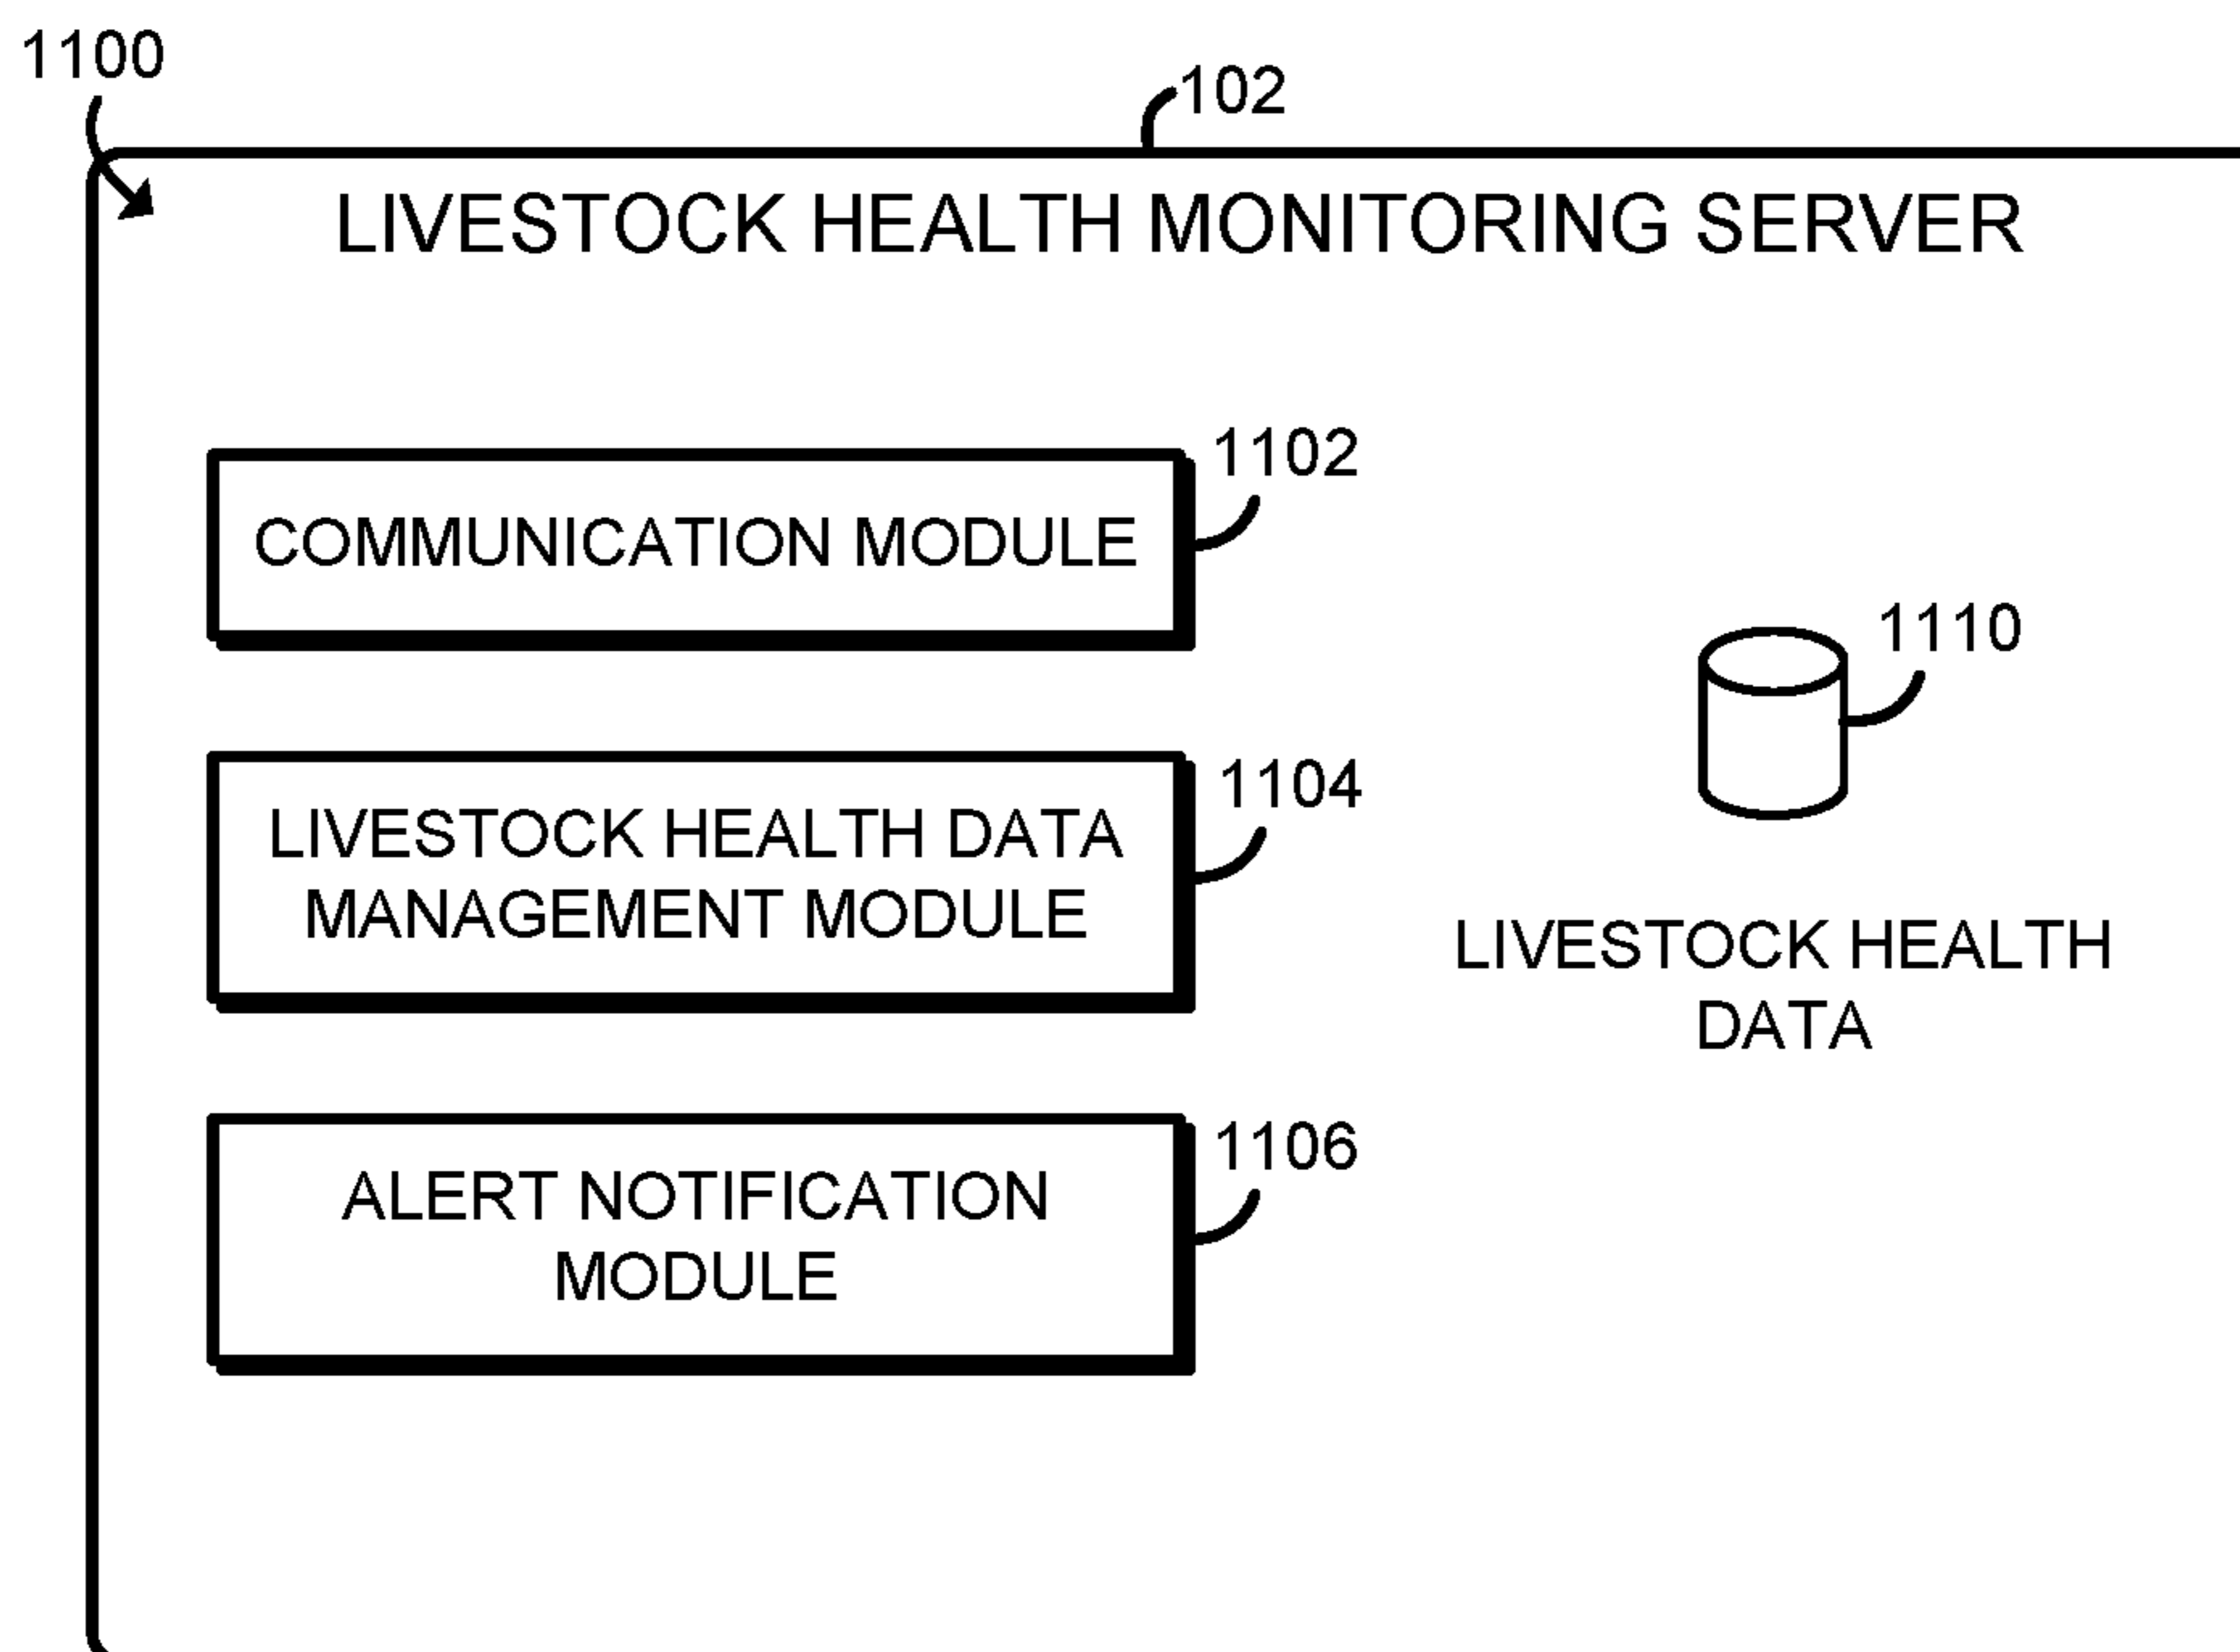 1100
102
LIVESTOCK HEALTH MONITORING SERVER
1102
COMMUNICATION MODULE
1110
1104
LIVESTOCK HEALTH DATA
MANAGEMENT MODULE
LIVESTOCK HEALTH
DATA
1106
ALERT NOTIFICATION
MODULE